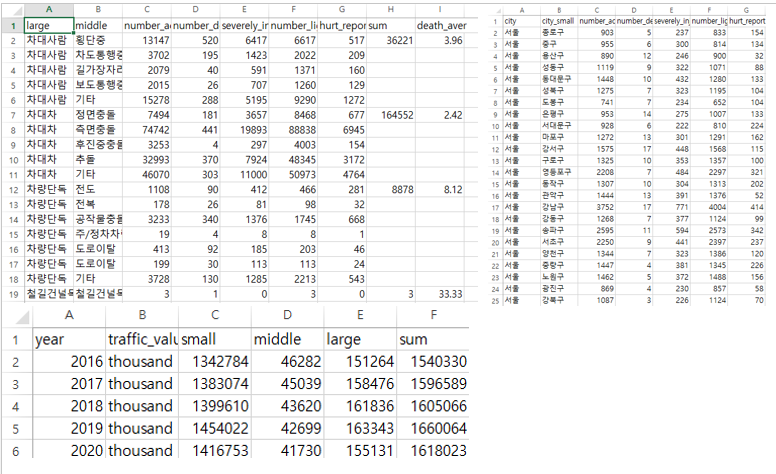 A B C D E F G H I
1 large middle number_a number_d severely_i number_li hurt_repor sum death_aver
2 차대사람 횡단중 13147 520 6417 6617 517 36221 3.96
3 차대사람 차도통행중 3702 195 1423 2022 209
4 차대사람 길가장자리 2079 40 591 1371 160
5 차대사람 보도통행중 2015 26 707 1260 129
6 차대사람 기타 15278 288 5195 9290 1272
7 차대차 정면충돌 7494 181 3657 8468 677 164552 2.42
8 차대차 측면충돌 74742 441 19893 88838 6945
9 차대차 후진중충돌 3253 4 297 4003 154
10 차대차 추돌 32993 370 7924 48345 3172
11 차대차 기타 46070 303 11000 50973 4764
12 차량단독 전도 1108 90 412 466 281 8878 8.12
13 차량단독 전복 178 26 81 98 32
14 차량단독 공작물충돌 3233 340 1376 1745 668
15 차량단독 주/정차차량 19 4 8 8 1
16 차량단독 도로이탈 413 92 185 203 46
17 차량단독 도로이탈 199 30 113 113 24
18 차량단독 기타 3728 130 1285 2213 543
19 철길건널목 철길건널목 3 1 0 3 0 3 33.33
A B C D E F G
1 city city_small number_ac number_de severely_in number_lig hurt_report
2 서울 종로구 903 5 237 833 154
3 서울 중구 955 6 300 814 134
4 서울 용산구 890 12 246 900 32
5 서울 성동구 1119 9 322 1071 88
6 서울 동대문구 1448 10 432 1280 133
7 서울 성북구 1275 7 323 1195 104
8 서울 도봉구 741 7 234 652 104
9 서울 은평구 953 14 275 1007 133
10 서울 서대문구 928 6 222 810 224
11 서울 마포구 1272 13 301 1291 162
12 서울 강서구 1575 17 448 1568 115
13 서울 구로구 1325 10 353 1357 100
14 서울 영등포구 2208 7 484 2297 321
15 서울 동작구 1307 10 304 1313 202
16 서울 관악구 1444 13 391 1376 52
17 서울 강남구 3752 17 771 4004 414
18 서울 강동구 1268 7 377 1124 99
19 서울 송파구 2595 11 594 2573 342
20 서울 서초구 2250 9 441 2397 237
21 서울 양천구 1344 7 323 1386 120
22 서울 중랑구 1447 4 381 1345 226
23 서울 노원구 1462 5 372 1488 156
24 서울 광진구 869 4 230 857 58
25 서울 강북구 1087 3 226 1124 70
A B C D E F
1 year traffic_valu small middle large sum
2 2016 thousand 1342784 46282 151264 1540330
3 2017 thousand 1383074 45039 158476 1596589
4 2018 thousand 1399610 43620 161836 1605066
5 2019 thousand 1454022 42699 163343 1660064
6 2020 thousand 1416753 41730 155131 1618023